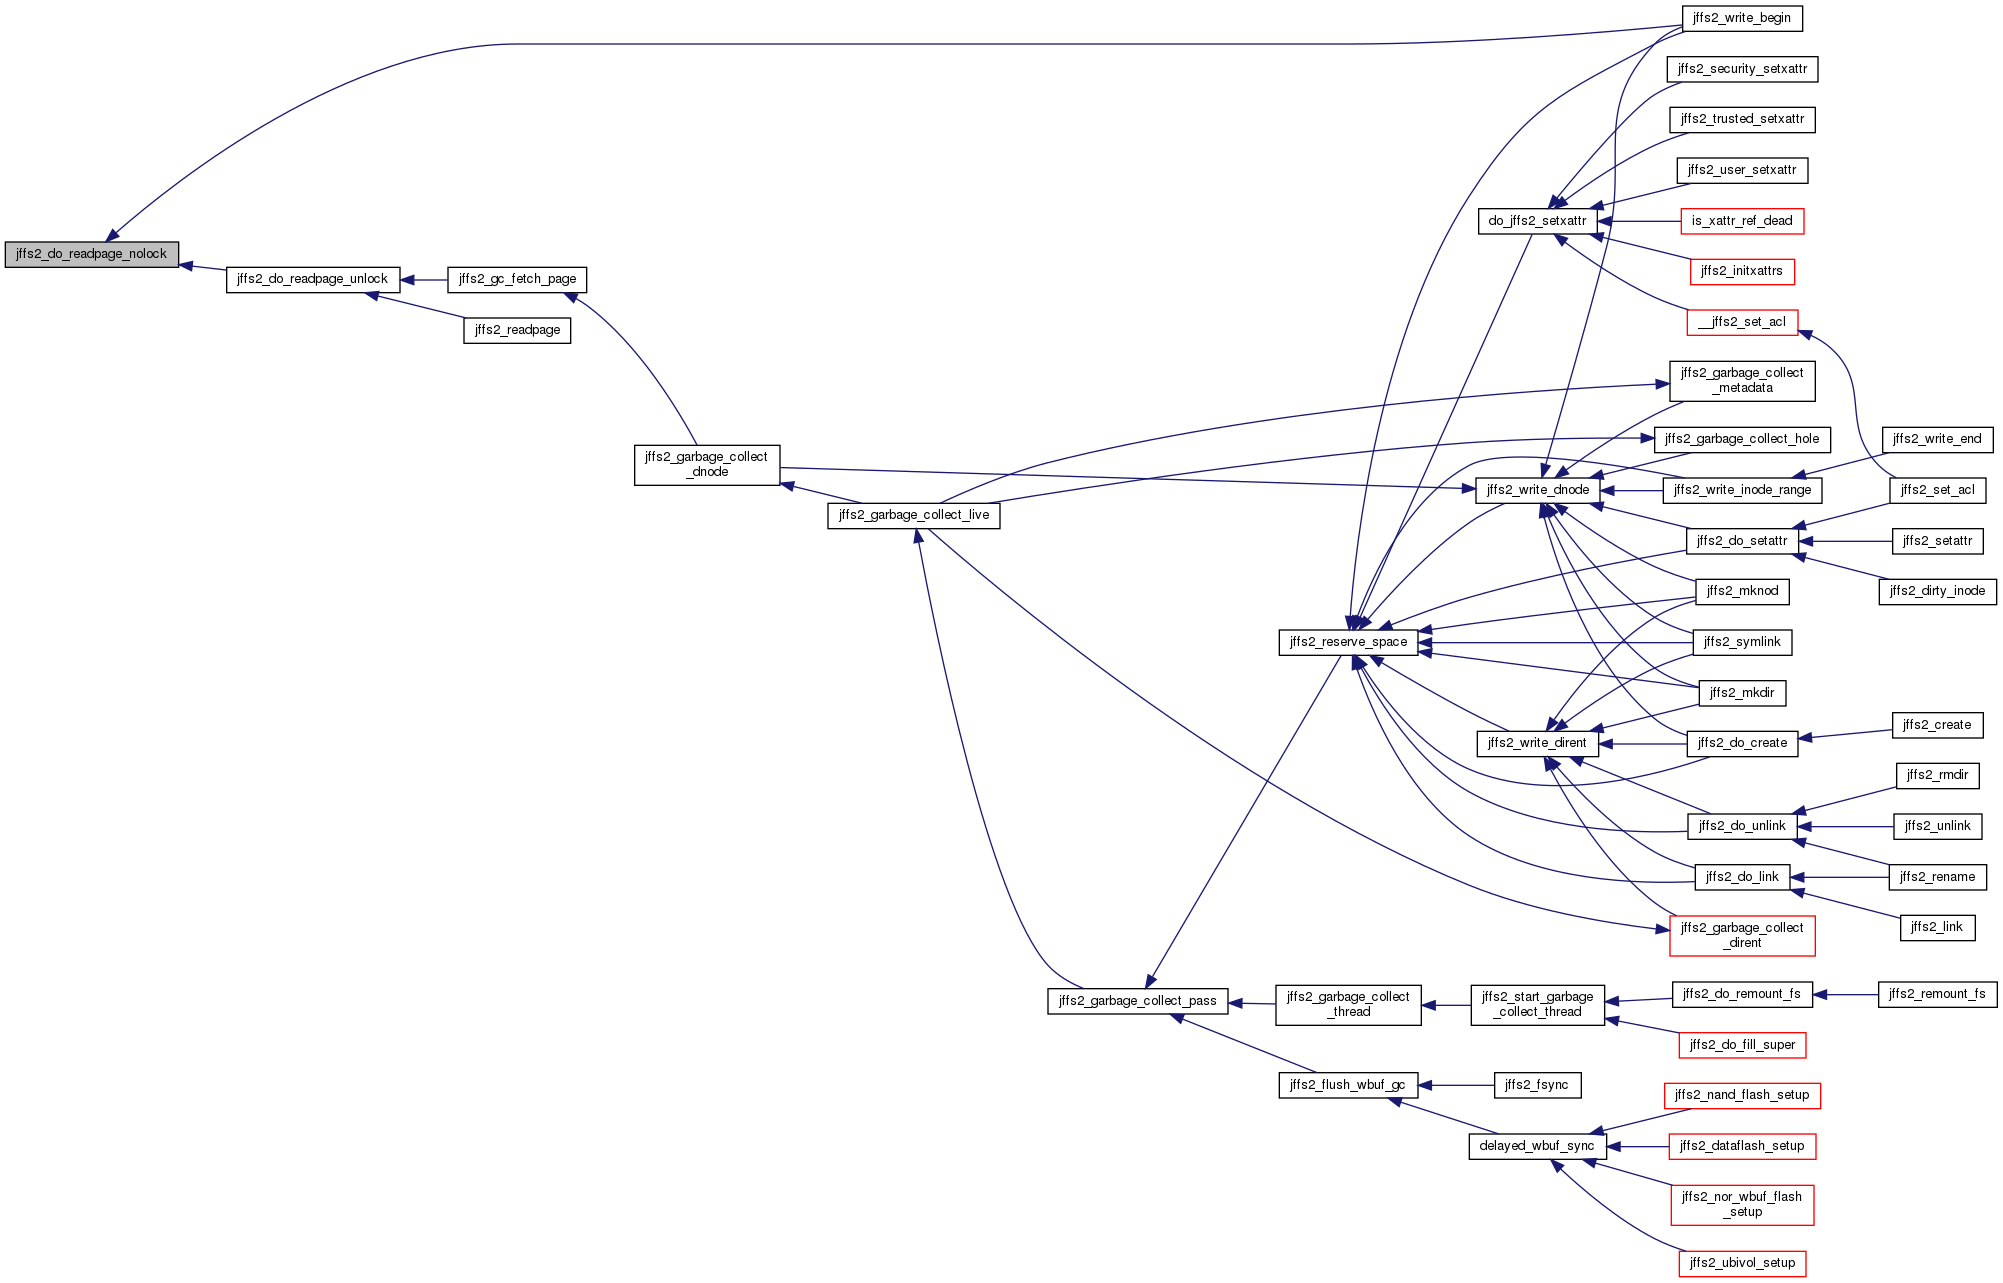 jffs2_write_begin
jffs2_security_setxattr
jffs2_trusted_setxattr
jffs2_user_setxattr
do_jffs2_setxattr
is_xattr_ref_dead
jffs2_do_readpage_nolock
jffs2_initxattrs
jffs2_do_readpage_unlock
jffs2_gc_fetch_page
jffs2_readpage
__jffs2_set_acl
jffs2_garbage_collect
_metadata
jffs2_garbage_collect_hole
jffs2_write_end
jffs2_garbage_collect
_dnode
jffs2_write_dnode
jffs2_write_inode_range
jffs2_set_acl
jffs2_garbage_collect_live
jffs2_do_setattr
jffs2_setattr
jffs2_mknod
jffs2_dirty_inode
jffs2_reserve_space
jffs2_symlink
jffs2_mkdir
jffs2_write_dirent
jffs2_do_create
jffs2_create
jffs2_rmdir
jffs2_do_unlink
jffs2_unlink
jffs2_do_link
jffs2_rename
jffs2_link
jffs2_garbage_collect
_dirent
jffs2_garbage_collect_pass
jffs2_garbage_collect
_thread
jffs2_start_garbage
_collect_thread
jffs2_do_remount_fs
jffs2_remount_fs
jffs2_do_fill_super
jffs2_flush_wbuf_gc
jffs2_fsync
jffs2_nand_flash_setup
delayed_wbuf_sync
jffs2_dataflash_setup
jffs2_nor_wbuf_flash
_setup
jffs2_ubivol_setup